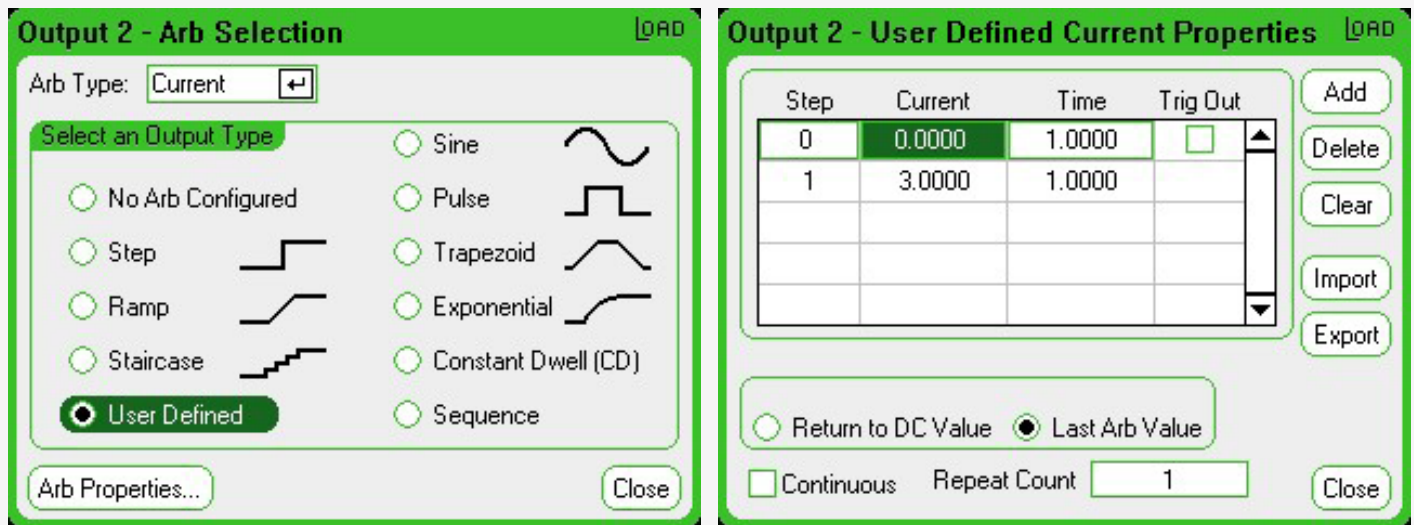 Output 2 - Arb Selection LOAD
Arb Type: Current
Select an Output Type
No Arb Configured
Step
Ramp
Staircase
User Defined
Sine
Pulse
Trapezoid
Exponential
Constant Dwell (CD)
Sequence
Arb Properties... Close
Output 2 - User Defined Current Properties LOAD
Step Current Time Trig Out
0 0.0000 1.0000
1 3.0000 1.0000
Add
Delete
Clear
Import
Export
Return to DC Value Last Arb Value
Continuous Repeat Count 1
Close